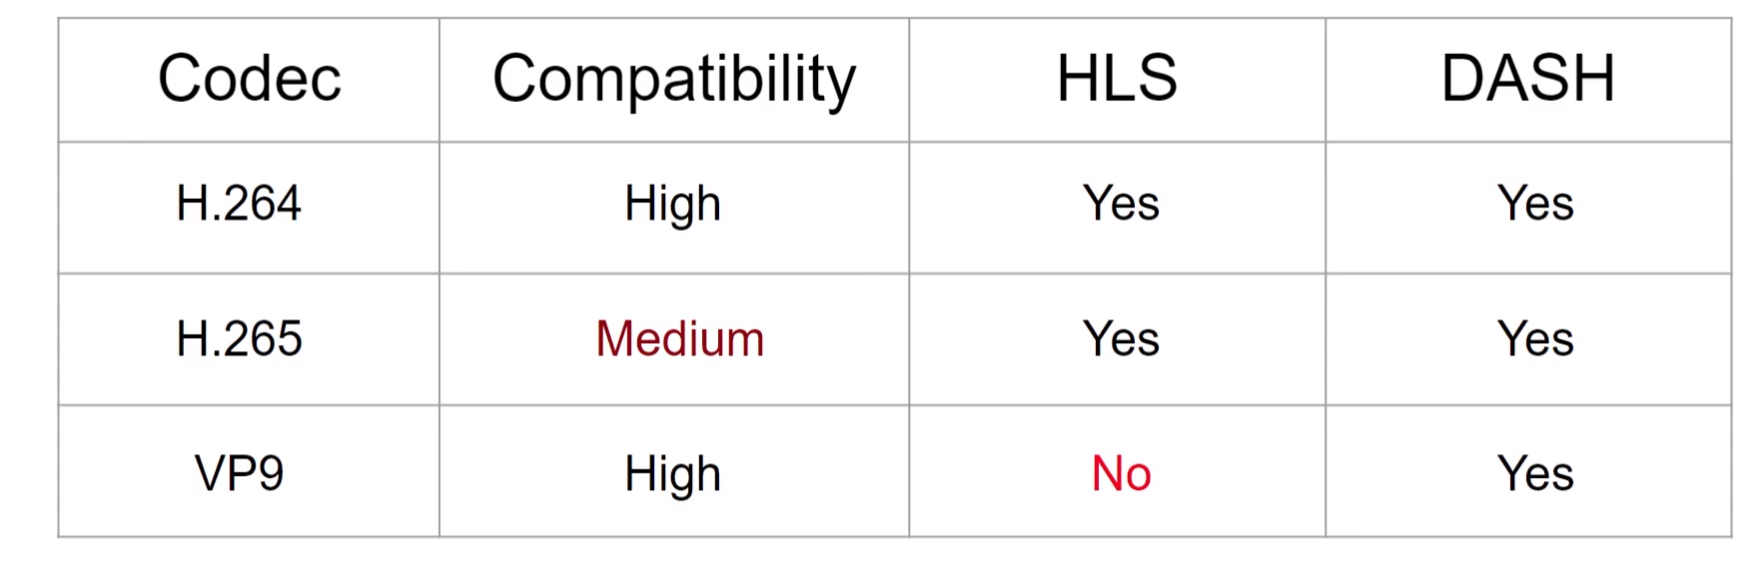 Codec Compatibility HLS DASH
H.264 High Yes Yes
H.265 Medium Yes Yes
VP9 High No Yes